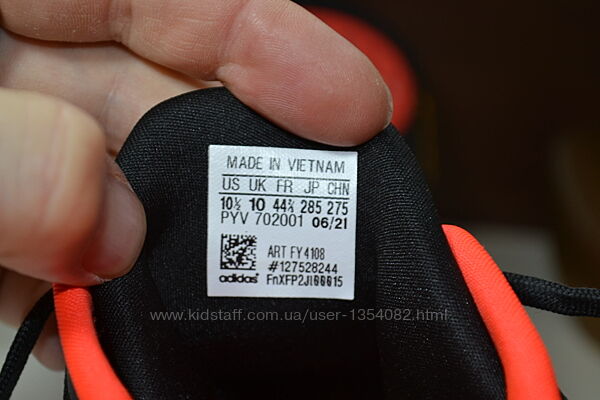 MADE IN VIETNAM
US UK FR JP CHN
10½ 10 44⅔ 285 275
PYV 702001 06/21
ART FY4108
#127528244
adidas FnXFP2JI00015
www.kidstaff.com.ua/user-1354082.html